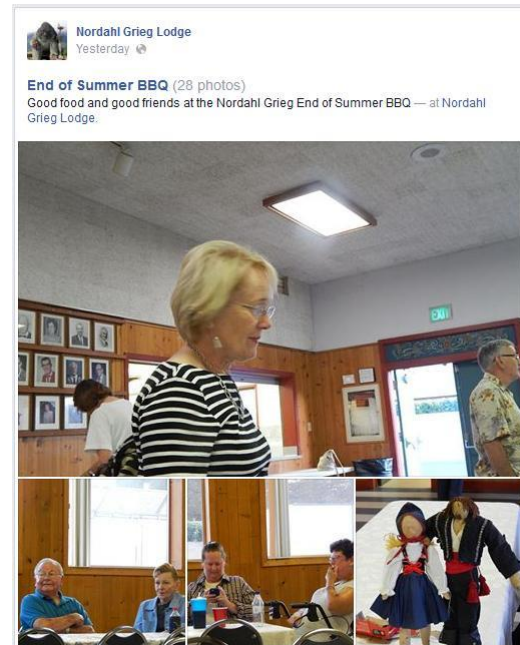 Nordahl Grieg Lodge
Yesterday
End of Summer BBQ (28 photos)
Good food and good friends at the Nordahl Grieg End of Summer BBQ — at Nordahl
Grieg Lodge.
EXIT